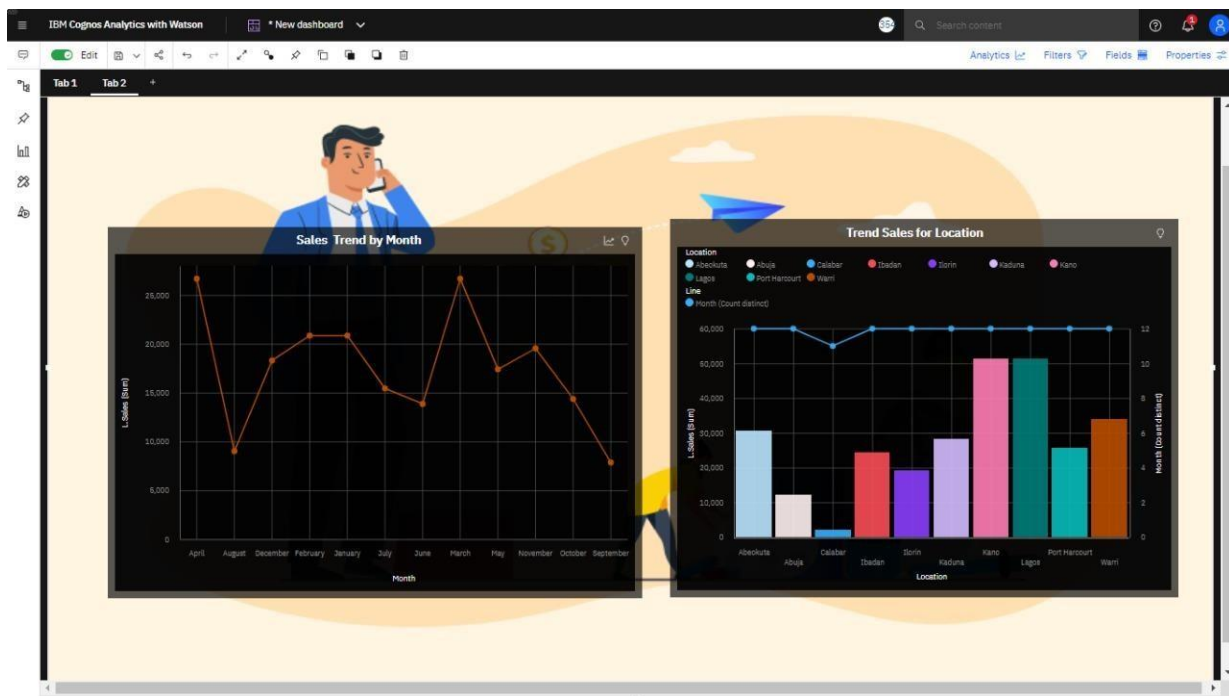 IBM Cognos Analytics with Watson
* New dashboard
Search content
1
Edit
Analytics
Filters
Fields
Properties
Tab 1 Tab 2 +
$
Sales Trend by Month
L.Sales (Sum)
25,000
20,000
15,000
10,000
5,000
0
April August December February January July June March May November October September
Month
Trend Sales for Location
Location
Abeokuta Abuja Calabar Ibadan Ilorin Kaduna Kano
Lagos Port Harcourt Warri
Line
Month (Count distinct)
L.Sales (Sum)
60,000
50,000
40,000
30,000
20,000
10,000
0
12
10
8
6
4
2
0
Month (Count distinct)
Abeokuta Calabar Ilorin Kano Port Harcourt
Abuja Ibadan Kaduna Lagos Warri
Location